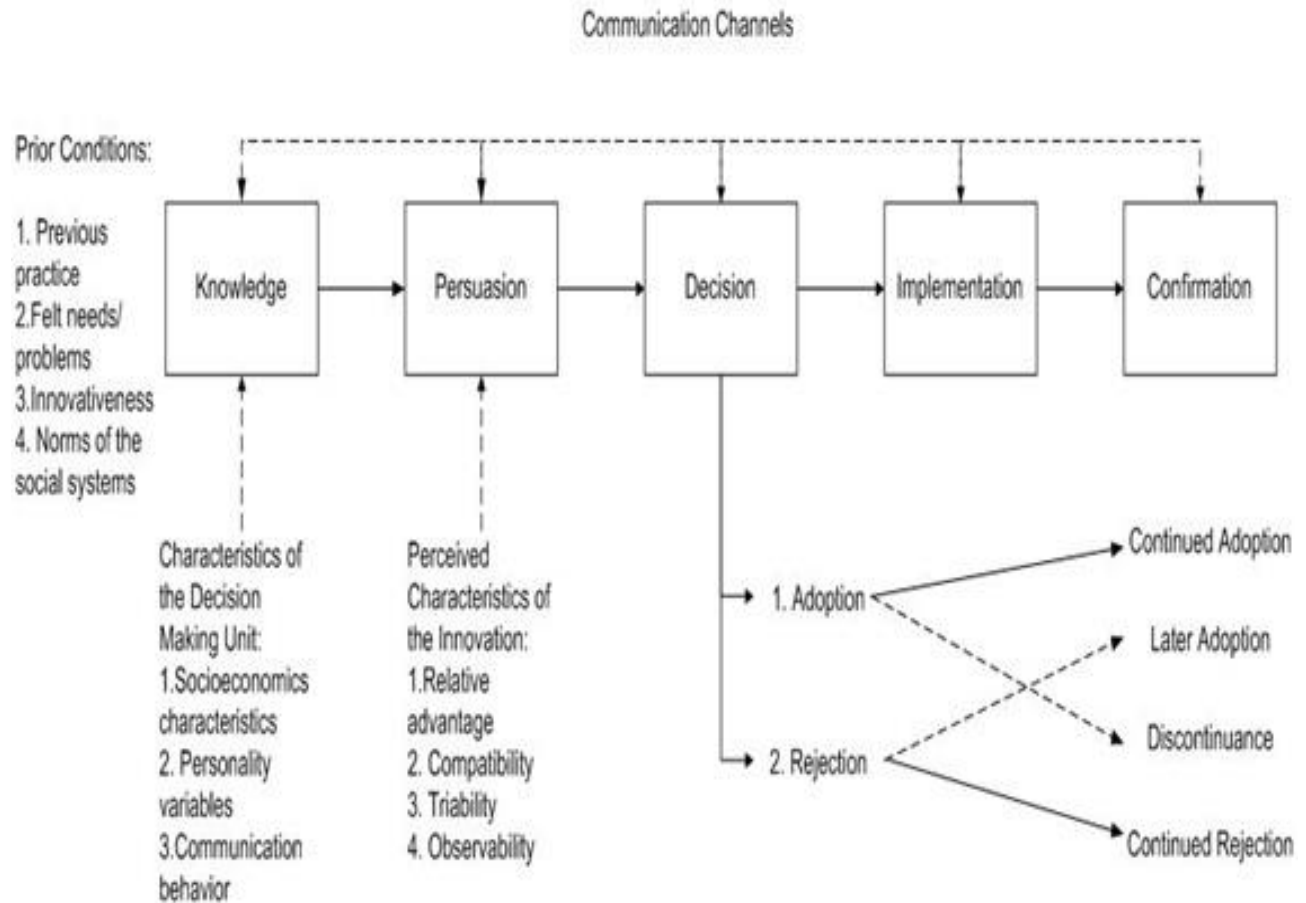 Communication Channels
Prior Conditions:
1. Previous
practice
2.Felt needs/
problems
3.Innovativeness
4. Norms of the
social systems
Knowledge
Persuasion
Decision
Implementation
Confirmation
Characteristics of
the Decision
Making Unit:
1.Socioeconomics
characteristics
2. Personality
variables
3.Communication
behavior
Perceived
Characteristics of
the Innovation:
1.Relative
advantage
2. Compatibility
3. Triability
4. Observability
1. Adoption
2. Rejection
Continued Adoption
Later Adoption
Discontinuance
Continued Rejection